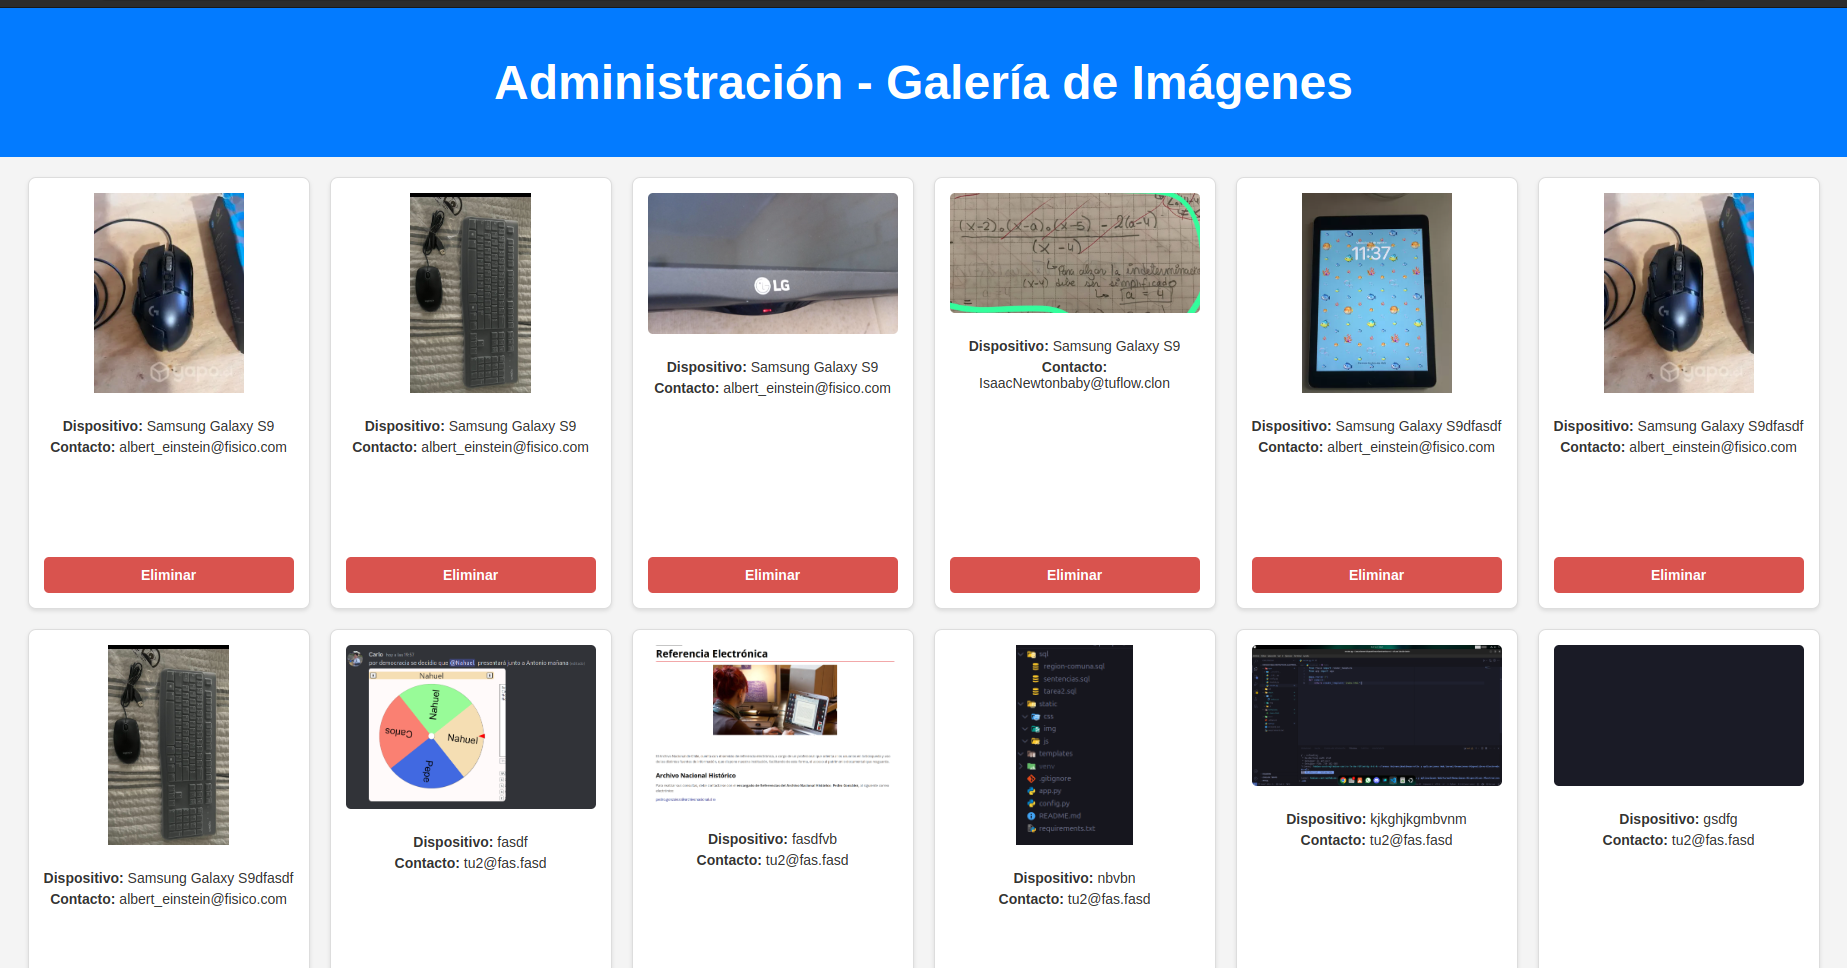 Administración - Galería de Imágenes
yapo.cl
LG
(x-2)∘(x-a)∘(x-5) - 2(a-4)
(x-4)
Para la indeterminación
(x-4) debe ser simplificado
a = 4
11:37
yapo
Dispositivo: Samsung Galaxy S9
Contacto: albert_einstein@fisico.com
Dispositivo: Samsung Galaxy S9
Contacto: albert_einstein@fisico.com
Dispositivo: Samsung Galaxy S9
Contacto: albert_einstein@fisico.com
Dispositivo: Samsung Galaxy S9
Contacto:
IsaacNewtonbaby@tuflow.clon
Dispositivo: Samsung Galaxy S9dfasdf
Contacto: albert_einstein@fisico.com
Dispositivo: Samsung Galaxy S9dfasdf
Contacto: albert_einstein@fisico.com
Eliminar
Eliminar
Eliminar
Eliminar
Eliminar
Eliminar
Carlo
por democracia se decidio que @Nahuel presentará junto a Antonio mañana
Nahuel
Nahuel
Nahuel
Carlos
Pepe
Referencia Electrónica
Archivo Nacional Histórico
sql
region-comuna.sql
sentencias.sql
tarea2.sql
static
css
img
js
templates
venv
.gitignore
app.py
config.py
README.md
requirements.txt
Dispositivo: Samsung Galaxy S9dfasdf
Contacto: albert_einstein@fisico.com
Dispositivo: fasdf
Contacto: tu2@fas.fasd
Dispositivo: fasdfvb
Contacto: tu2@fas.fasd
Dispositivo: nbvbn
Contacto: tu2@fas.fasd
Dispositivo: kjkghjkgmbvnm
Contacto: tu2@fas.fasd
Dispositivo: gsdfg
Contacto: tu2@fas.fasd